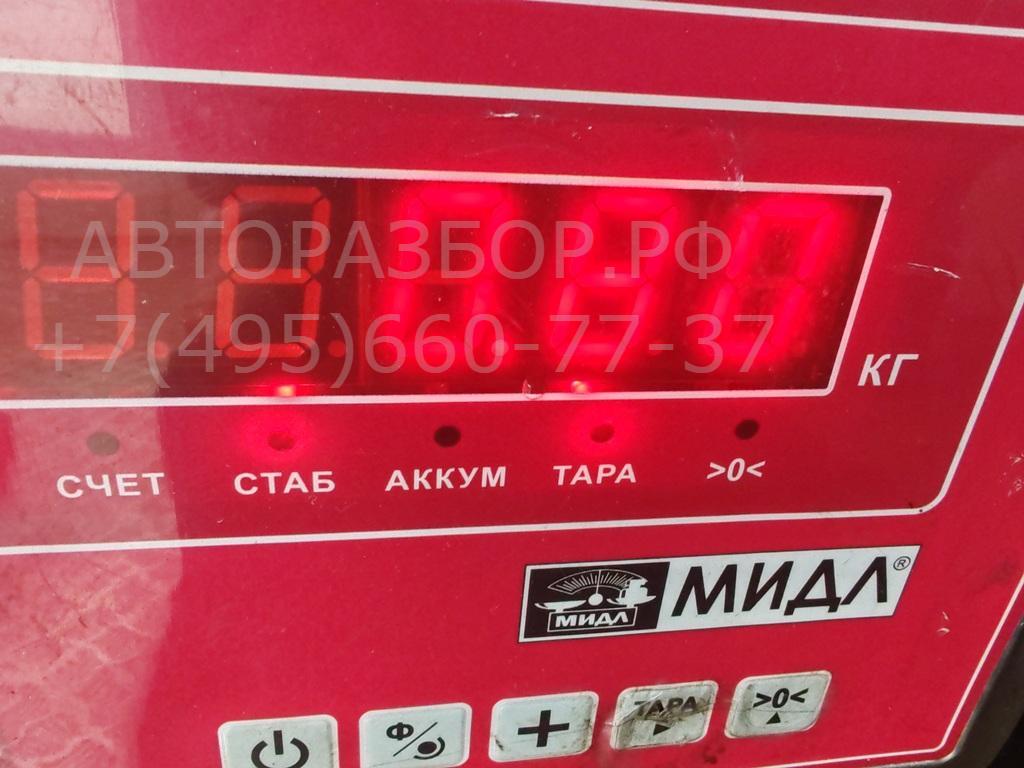 АВТОРАЗБОР.РФ
+7(495)660-77-37
КГ
СЧЕТ СТАБ АККУМ ТАРА >0<
МИДЛ МИДЛ®
Ф/ + ТАРА >0<